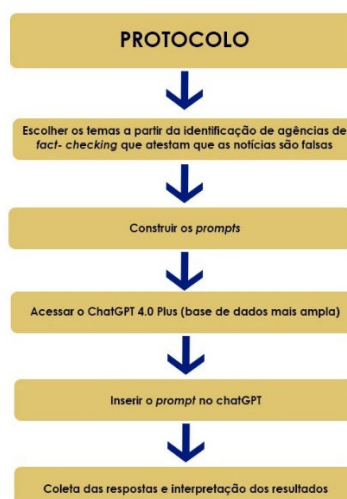 PROTOCOLO
Escolher os temas a partir da identificação de agências de
fact- checking que atestam que as notícias são falsas
Construir os prompts
Acessar o ChatGPT 4.0 Plus (base de dados mais ampla)
Inserir o prompt no chatGPT
Coleta das respostas e interpretação dos resultados